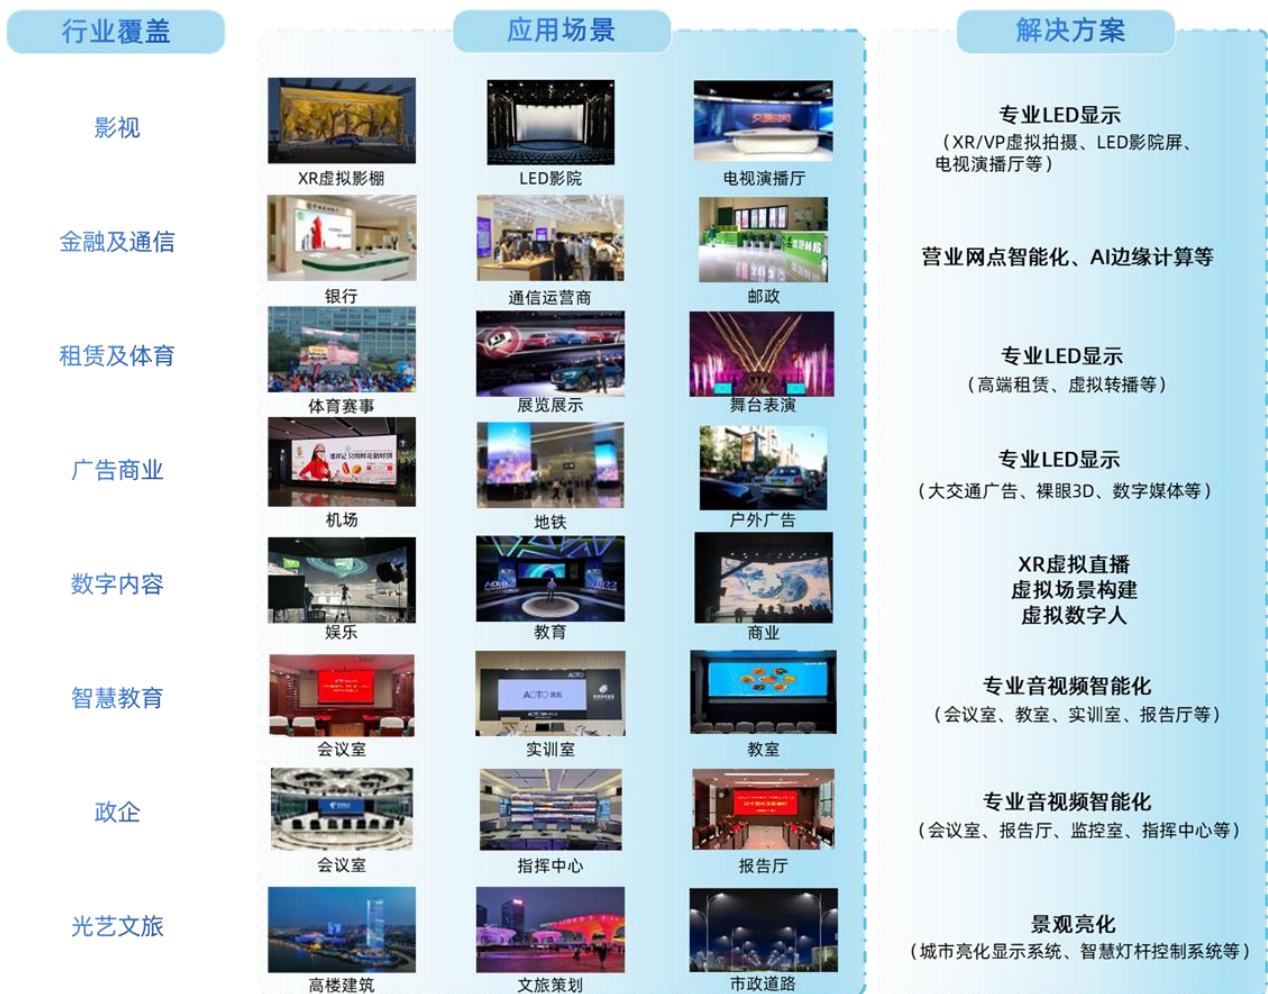 行业覆盖
应用场景
解决方案
影视
XR虚拟影棚
LED影院
电视演播厅
专业LED显示
（XR/VP虚拟拍摄、LED影院屏、
电视演播厅等）
金融及通信
银行
通信运营商
邮政
营业网点智能化、AI边缘计算等
租赁及体育
体育赛事
展览展示
舞台表演
专业LED显示
（高端租赁、虚拟转播等）
广告商业
机场
地铁
户外广告
专业LED显示
（大交通广告、裸眼3D、数字媒体等）
数字内容
娱乐
教育
商业
XR虚拟直播
虚拟场景构建
虚拟数字人
智慧教育
AOTO
会议室
实训室
教室
专业音视频智能化
（会议室、教室、实训室、报告厅等）
政企
会议室
指挥中心
报告厅
专业音视频智能化
（会议室、报告厅、监控室、指挥中心等）
光艺文旅
高楼建筑
文旅策划
市政道路
景观亮化
（城市亮化显示系统、智慧灯杆控制系统等）